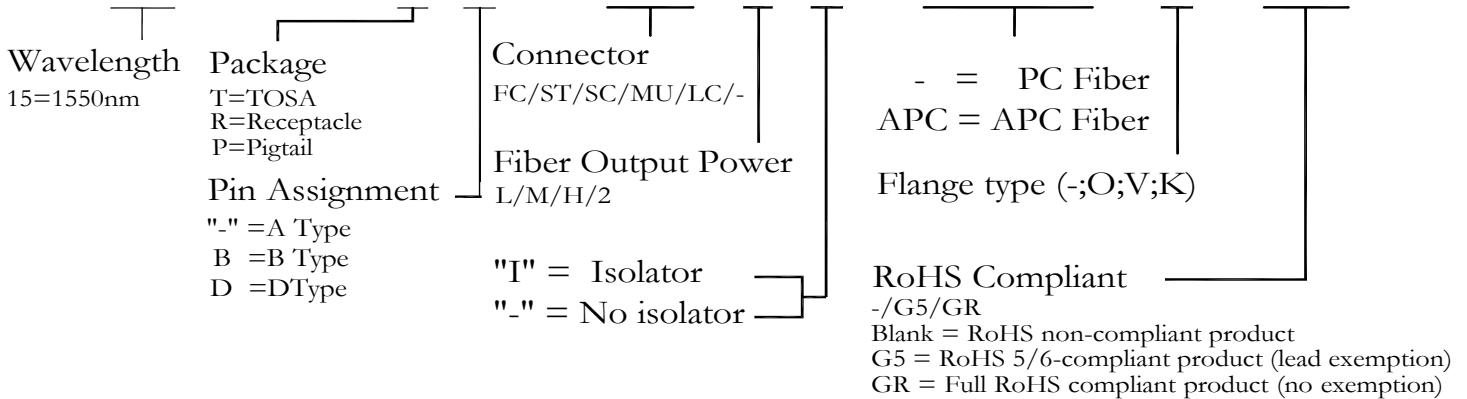 Wavelength
15=1550nm
Package
T=TOSA
R=Receptacle
P=Pigtail
Pin Assignment
"-" =A Type
B =B Type
D =DType
Connector
FC/ST/SC/MU/LC/-
Fiber Output Power
L/M/H/2
"I" = Isolator
"-" = No isolator
- = PC Fiber
APC = APC Fiber
Flange type (-;O;V;K)
RoHS Compliant
-/G5/GR
Blank = RoHS non-compliant product
G5 = RoHS 5/6-compliant product (lead exemption)
GR = Full RoHS compliant product (no exemption)